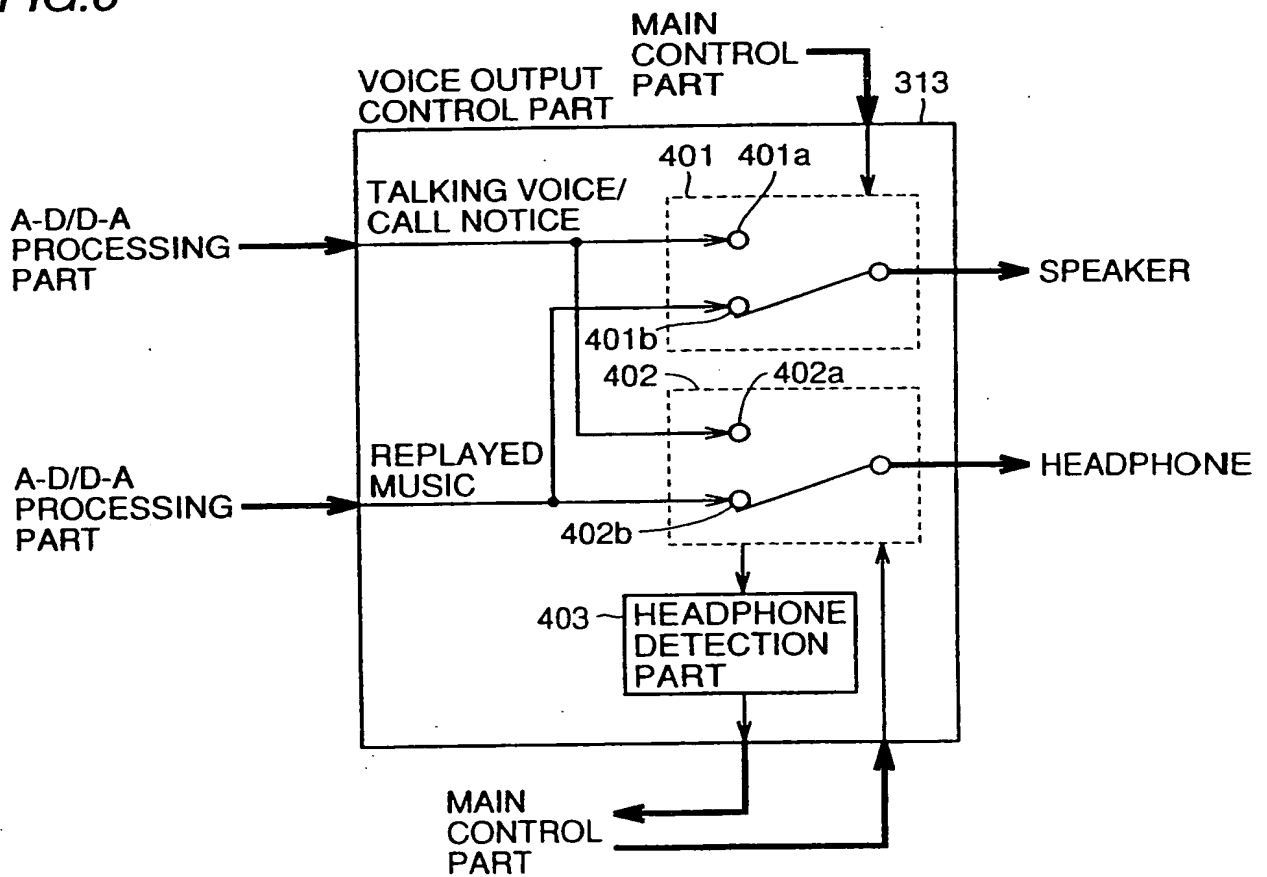 MAIN
CONTROL
PART
VOICE OUTPUT
CONTROL PART
313
401
401a
TALKING VOICE/
CALL NOTICE
A-D/D-A
PROCESSING
PART
SPEAKER
401b
402
402a
REPLAYED
MUSIC
A-D/D-A
PROCESSING
PART
HEADPHONE
402b
403
HEADPHONE
DETECTION
PART
MAIN
CONTROL
PART